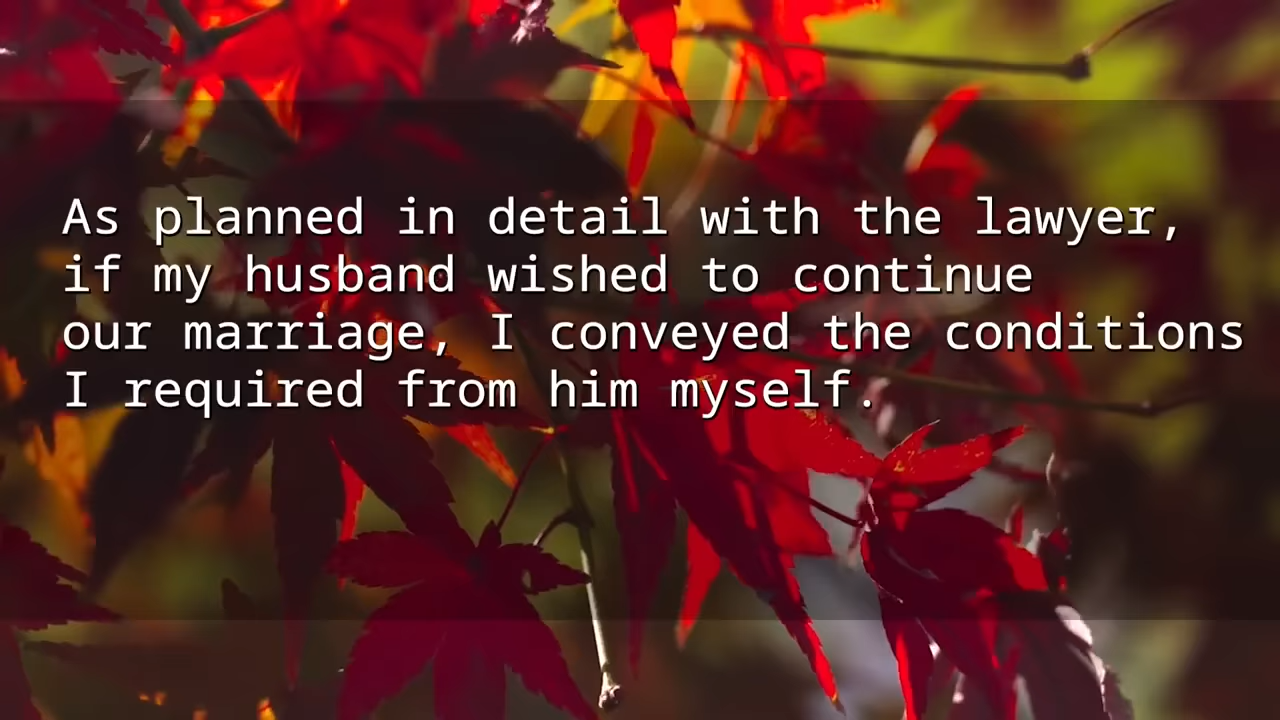 As planned in detail with the lawyer,
if my husband wished to continue
our marriage, I conveyed the conditions
I required from him myself.